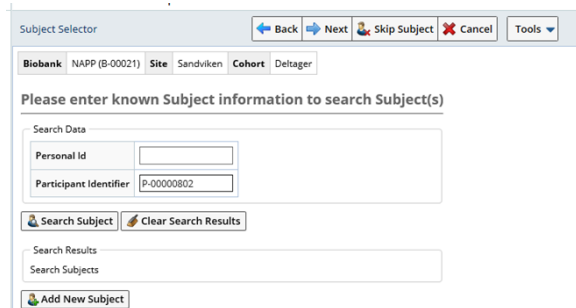 Subject Selector Back Next Skip Subject Cancel Tools
Biobank NAPP (B-00021) Site Sandviken Cohort Deltager
Please enter known Subject information to search Subject(s)
Search Data
Personal Id
Participant Identifier P-00000802
Search Subject Clear Search Results
Search Results
Search Subjects
Add New Subject